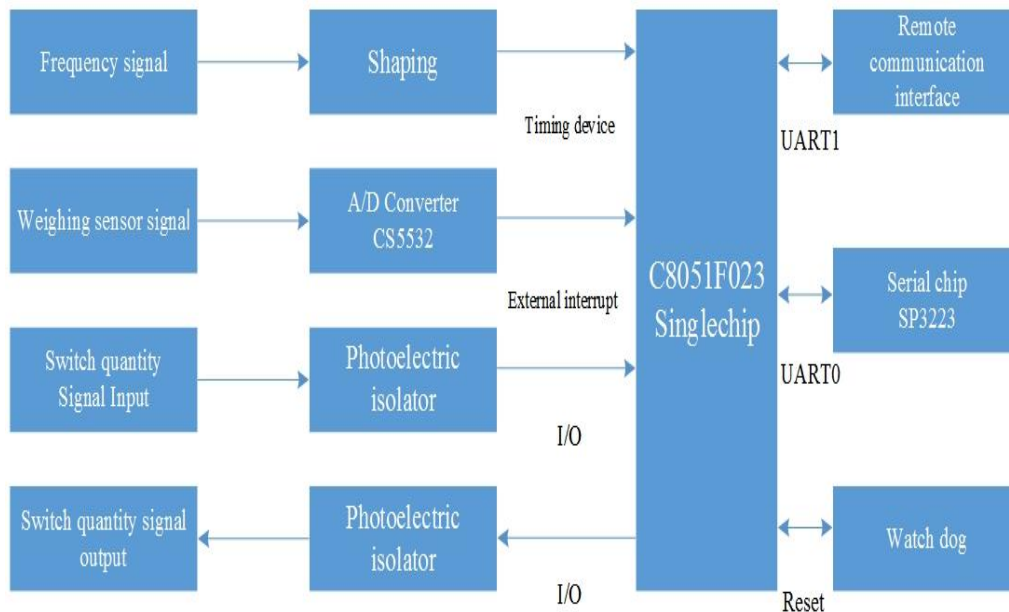 Frequency signal
Shaping
Timing device
Remote
communication
interface
UART1
Weighing sensor signal
A/D Converter
CS5532
External interrupt
C8051F023
Singlechip
Serial chip
SP3223
UART0
Switch quantity
Signal Input
Photoelectric
isolator
I/O
Switch quantity signal
output
Photoelectric
isolator
I/O
Watch dog
Reset